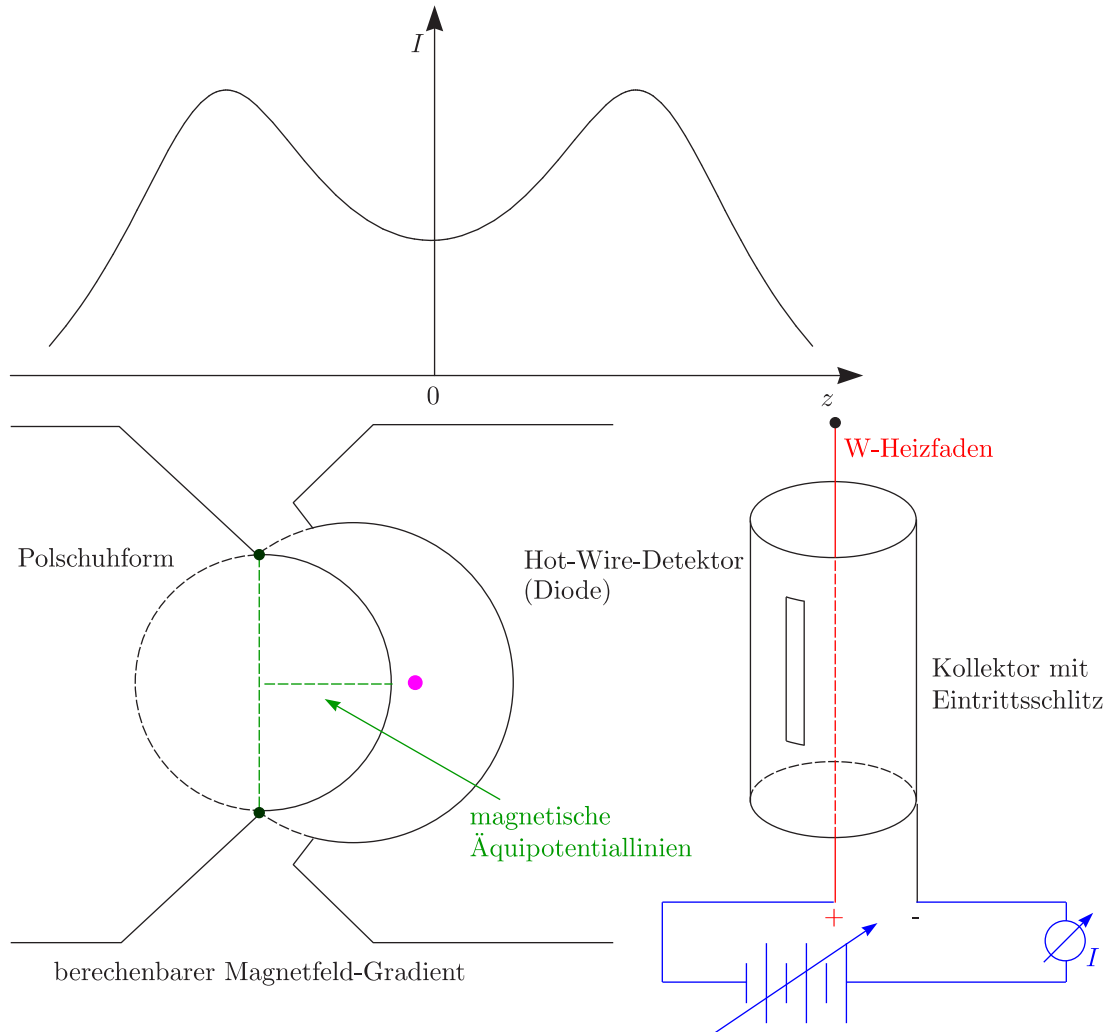 I
0
z
W-Heizfaden
Polschuhform
Hot-Wire-Detektor
(Diode)
Kollektor mit
Eintrittsschlitz
magnetische
Äquipotentiallinien
+
-
I
berechenbarer Magnetfeld-Gradient